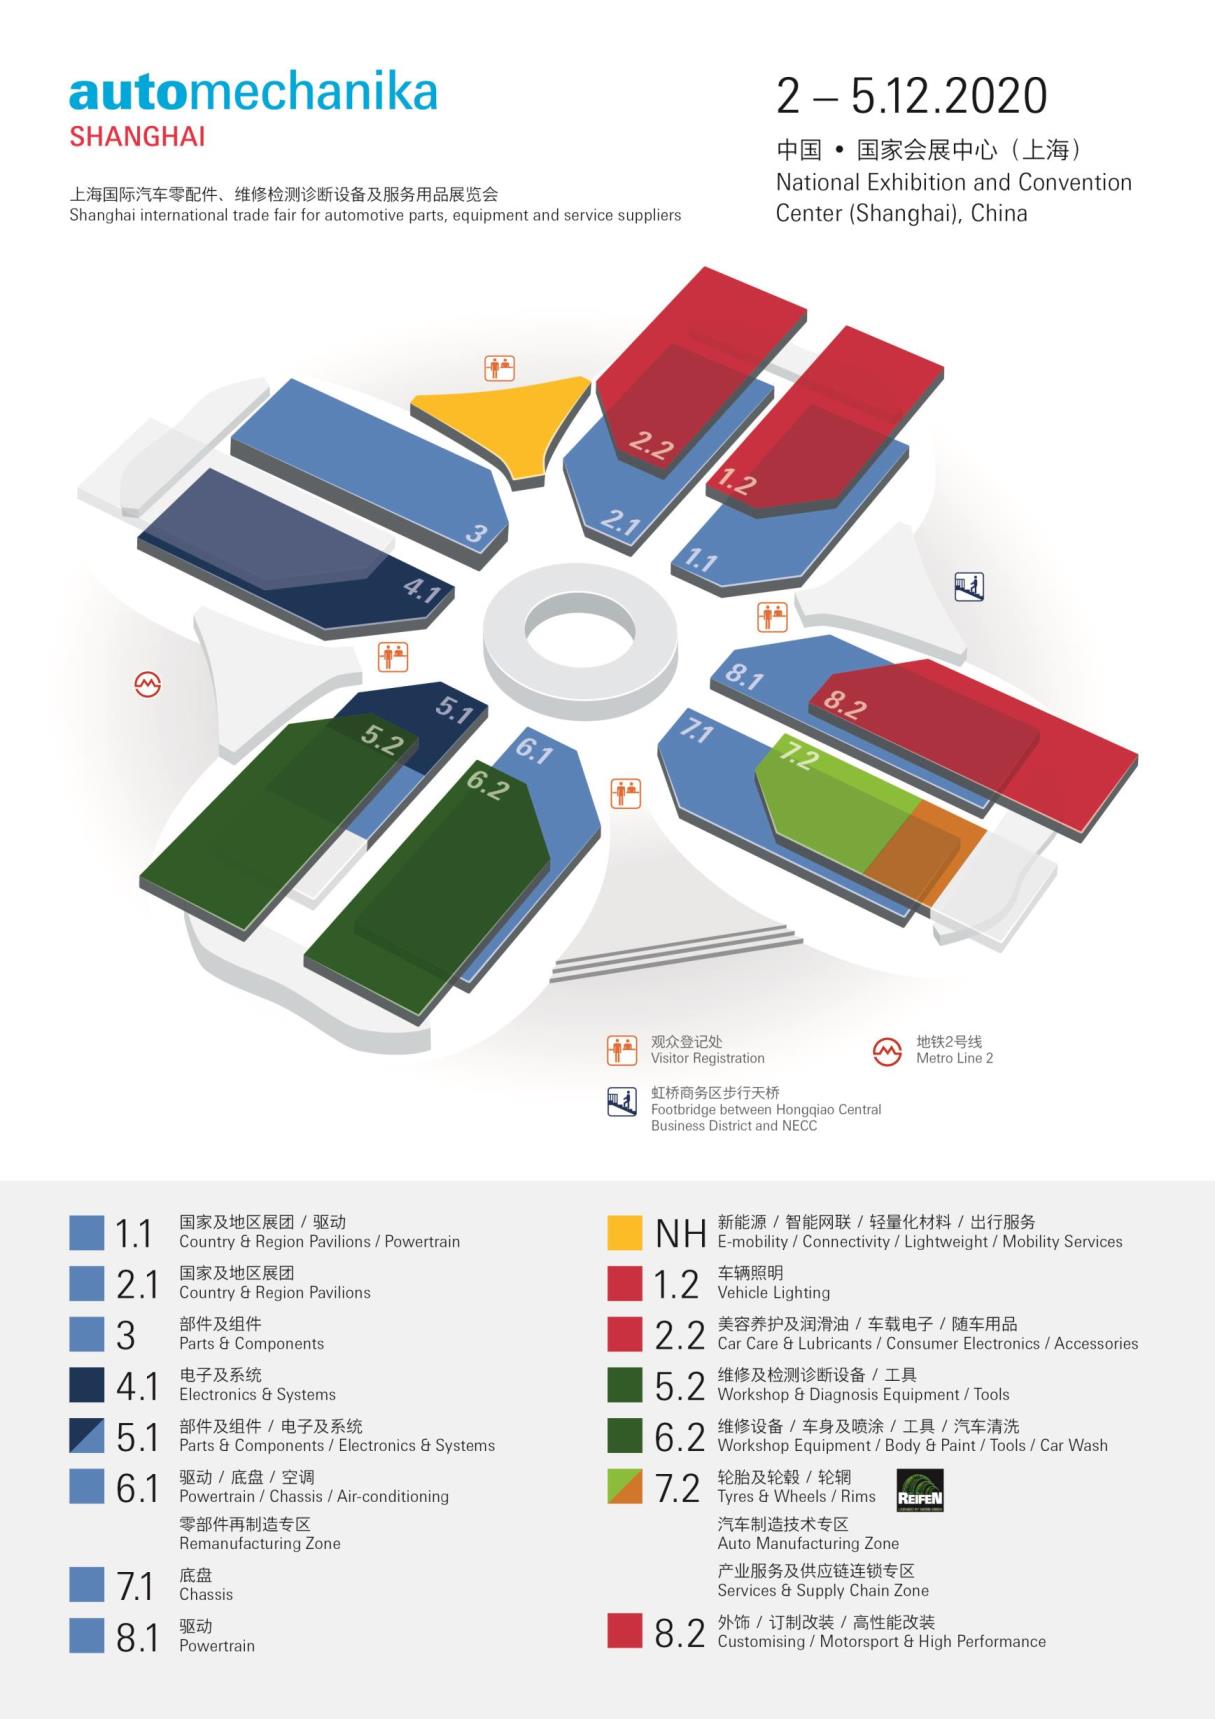 automechanika
SHANGHAI
上海国际汽车零配件、维修检测诊断设备及服务用品展览会
Shanghai international trade fair for automotive parts, equipment and service suppliers
2 – 5.12.2020
中国 • 国家会展中心（上海）
National Exhibition and Convention
Center (Shanghai), China
2.2
1.2
3
2.1
1.1
4.1
8.1
8.2
5.1
5.2
7.1
7.2
6.1
6.2
观众登记处
Visitor Registration
地铁2号线
Metro Line 2
虹桥商务区步行天桥
Footbridge between Hongqiao Central
Business District and NECC
1.1 国家及地区展团 / 驱动
Country & Region Pavilions / Powertrain
2.1 国家及地区展团
Country & Region Pavilions
3 部件及组件
Parts & Components
4.1 电子及系统
Electronics & Systems
5.1 部件及组件 / 电子及系统
Parts & Components / Electronics & Systems
6.1 驱动 / 底盘 / 空调
Powertrain / Chassis / Air-conditioning
零部件再制造专区
Remanufacturing Zone
7.1 底盘
Chassis
8.1 驱动
Powertrain
NH 新能源 / 智能网联 / 轻量化材料 / 出行服务
E-mobility / Connectivity / Lightweight / Mobility Services
1.2 车辆照明
Vehicle Lighting
2.2 美容养护及润滑油 / 车载电子 / 随车用品
Car Care & Lubricants / Consumer Electronics / Accessories
5.2 维修及检测诊断设备 / 工具
Workshop & Diagnosis Equipment / Tools
6.2 维修设备 / 车身及喷涂 / 工具 / 汽车清洗
Workshop Equipment / Body & Paint / Tools / Car Wash
7.2 轮胎及轮毂 / 轮辋
Tyres & Wheels / Rims
REIFEN
汽车制造技术专区
Auto Manufacturing Zone
产业服务及供应链连锁专区
Services & Supply Chain Zone
8.2 外饰 / 订制改装 / 高性能改装
Customising / Motorsport & High Performance